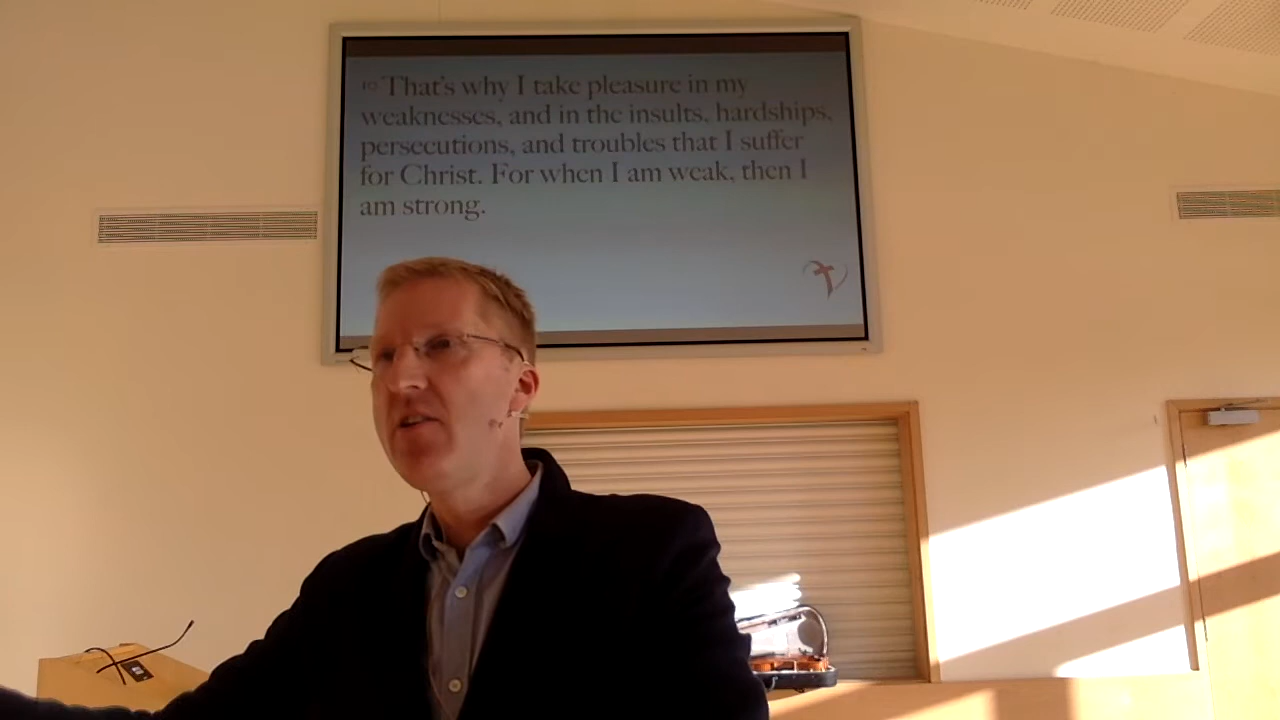 10 That's why I take pleasure in my
weaknesses, and in the insults, hardships,
persecutions, and troubles that I suffer
for Christ. For when I am weak, then I
am strong.